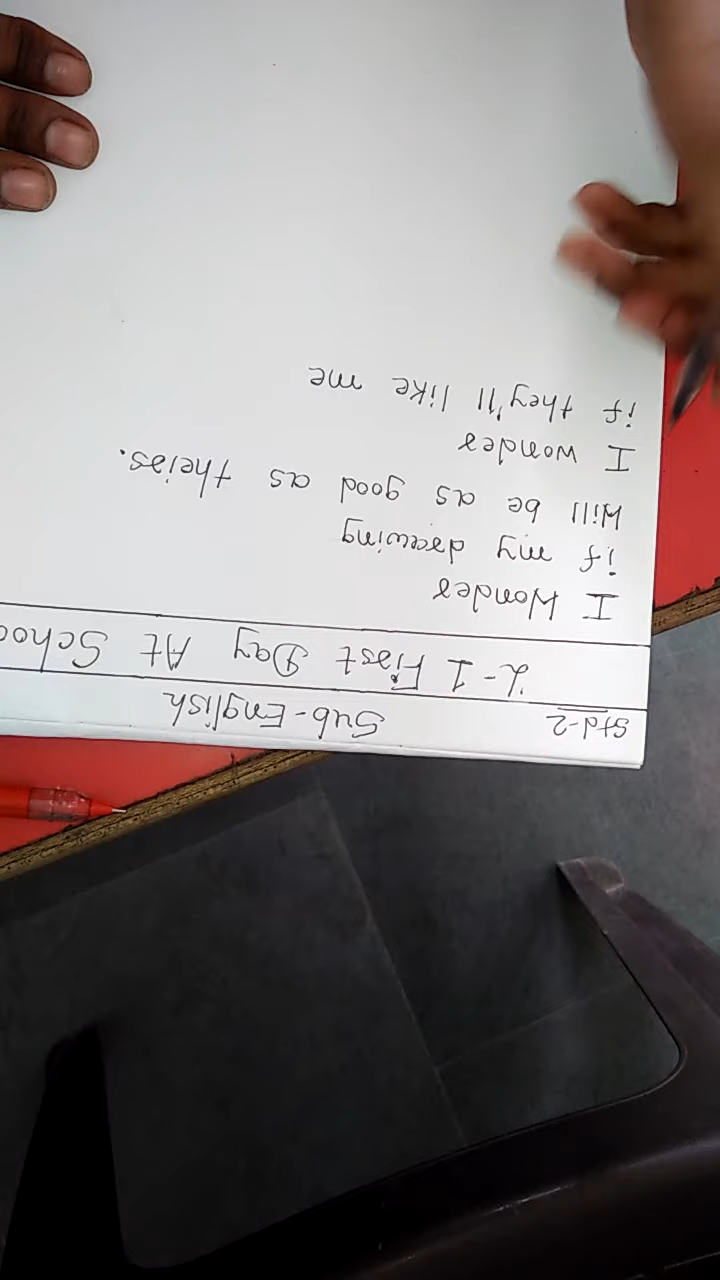 Std-2 Sub-English
L-1 First Day At Schoo
I Wonder
if my drewing
Will be as good as theirs.
I wonder
if they'll like me